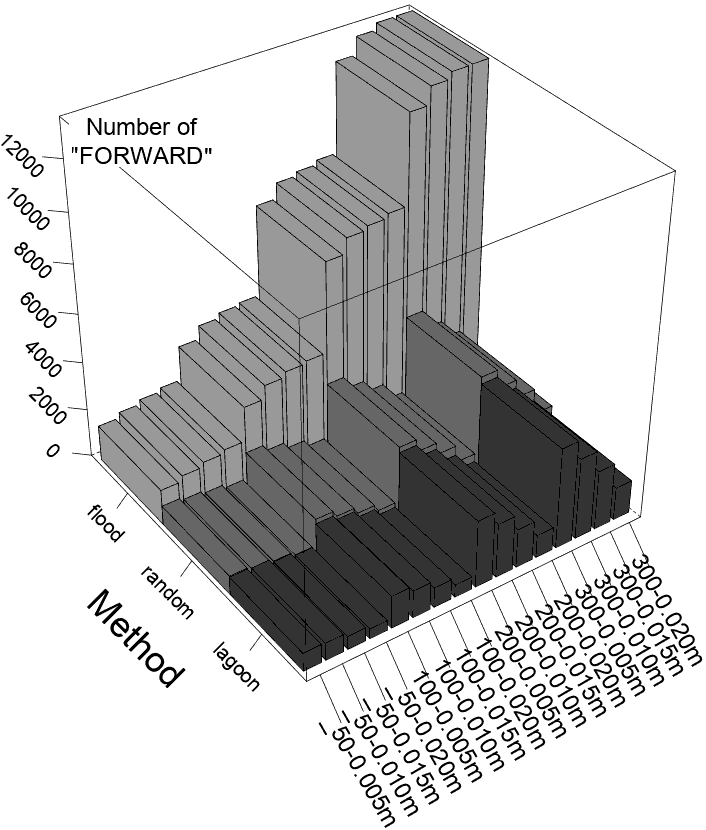 Number of
"FORWARD"
12000
10000
8000
6000
4000
2000
0
flood
random
lagoon
Method
– 50-0.005m
– 50-0.010m
– 50-0.015m
– 50-0.020m
100-0.005m
100-0.010m
100-0.015m
100-0.020m
200-0.005m
200-0.010m
200-0.015m
200-0.020m
300-0.005m
300-0.010m
300-0.015m
300-0.020m